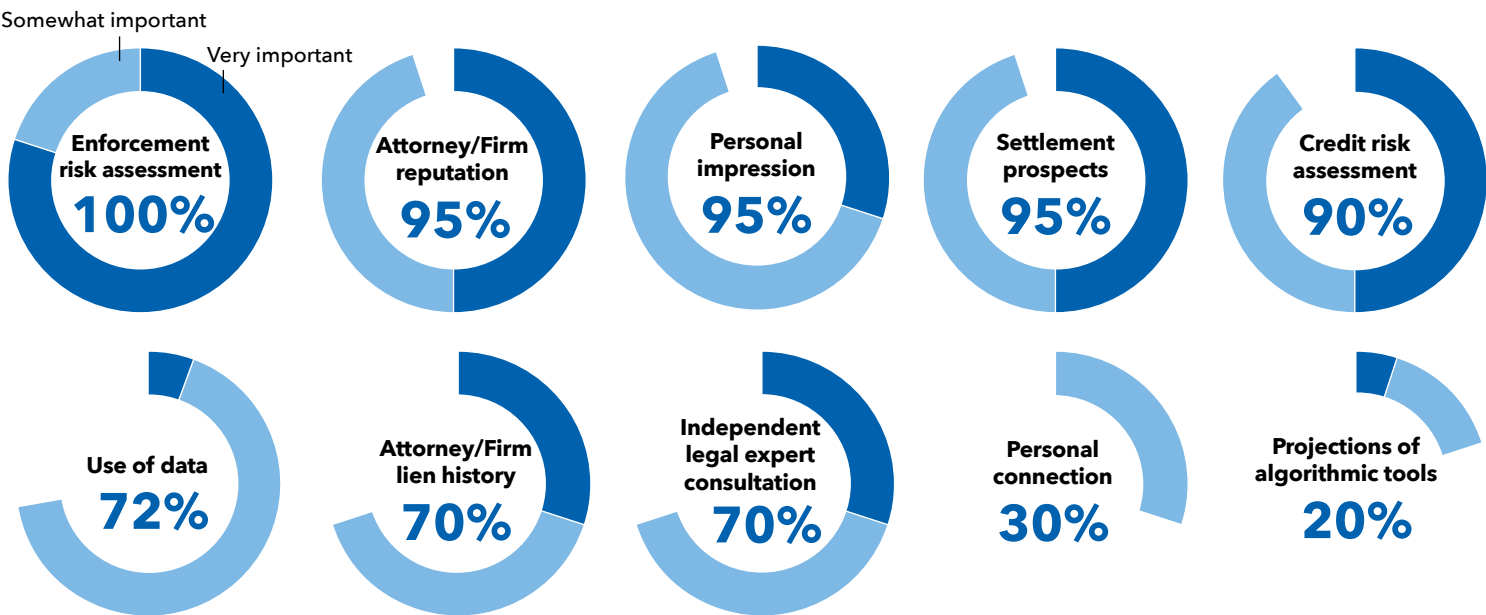 Somewhat important
Very important
Enforcement
risk assessment
100%
Attorney/Firm
reputation
95%
Personal
impression
95%
Settlement
prospects
95%
Credit risk
assessment
90%
Use of data
72%
Attorney/Firm
lien history
70%
Independent
legal expert
consultation
70%
Personal
connection
30%
Projections of
algorithmic tools
20%